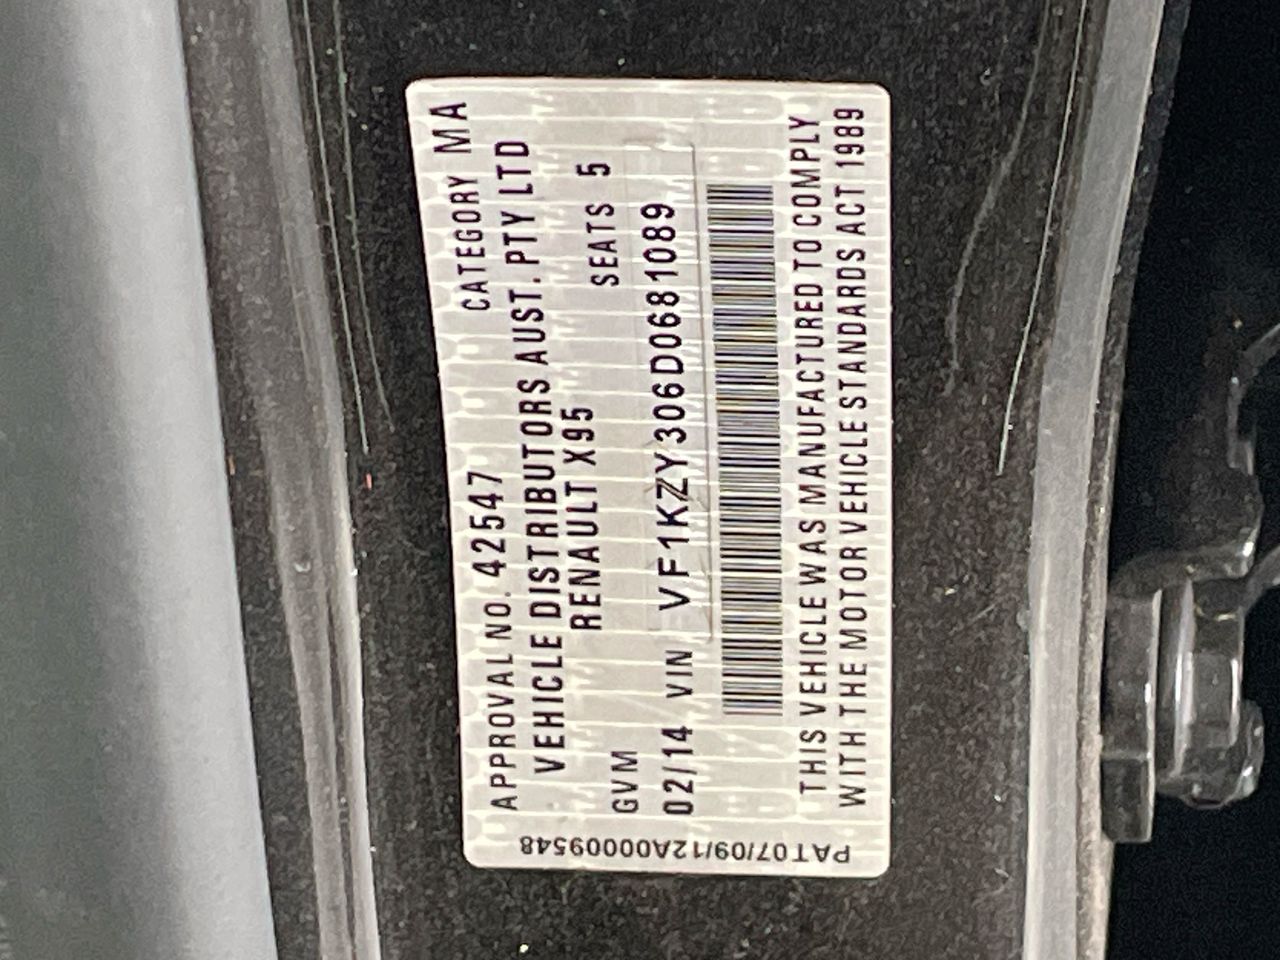 APPROVAL NO. 42547 CATEGORY MA
VEHICLE DISTRIBUTORS AUST. PTY LTD
RENAULT X95
GVM SEATS 5
02/14 VIN VF1KZY306D0681089
THIS VEHICLE WAS MANUFACTURED TO COMPLY
WITH THE MOTOR VEHICLE STANDARDS ACT 1989
PAT07/09/12A00009548